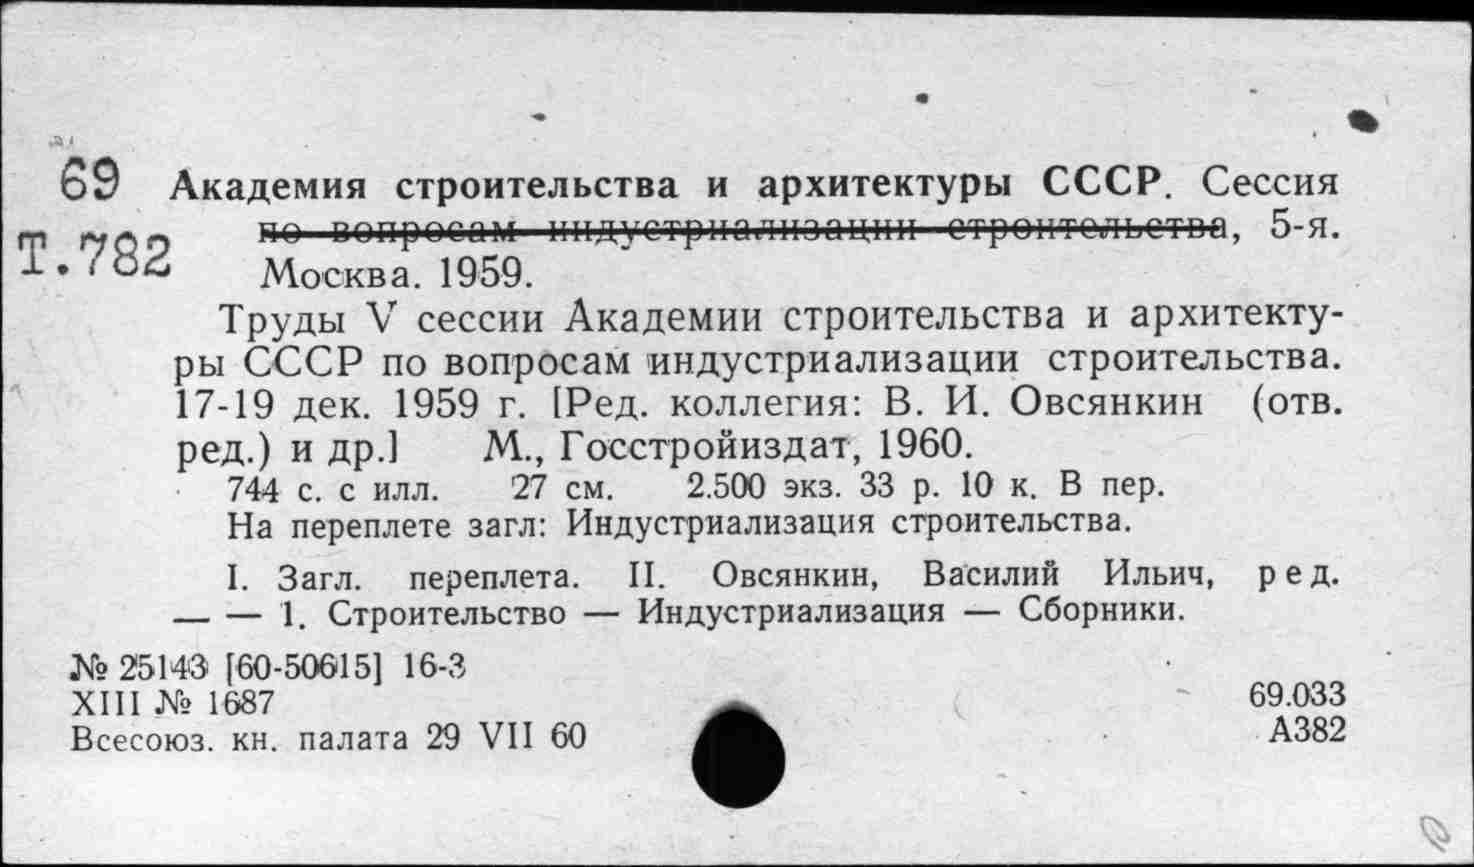 69 Академия строительства и архитектуры СССР. Сессия
Т.782 по вопросам индустриализации строительства, 5-я.
Москва. 1959.
Труды V сессии Академии строительства и архитекту-
ры СССР по вопросам индустриализации строительства.
17-19 дек. 1959 г. [Ред. коллегия: В. И. Овсянкин (отв.
ред.) и др.] М., Госстройиздат, 1960.
744 с. с илл. 27 см. 2.500 экз. 33 р. 10 к. В пер.
На переплете загл: Индустриализация строительства.
I. Загл. переплета. II. Овсянкин, Василий Ильич, ред.
— — 1. Строительство — Индустриализация — Сборники.
№ 25143 [60-50615] 16-3
XIII № 1687
69.033
Всесоюз. кн. палата 29 VII 60
А382